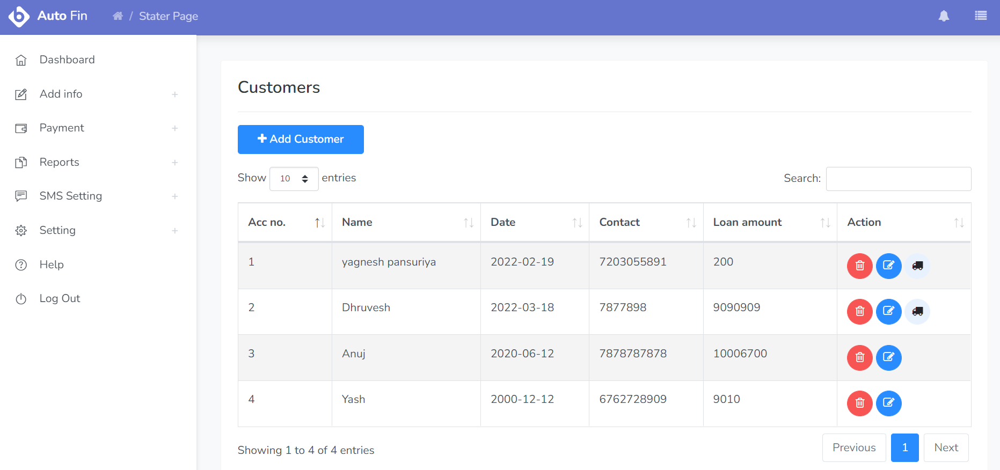 Auto Fin / Stater Page
Dashboard
Add info +
Payment +
Reports +
SMS Setting +
Setting +
Help
Log Out
Customers
+ Add Customer
Show 10 entries Search:
Acc no. Name Date Contact Loan amount Action
1 yagnesh pansuriya 2022-02-19 7203055891 200
2 Dhruvesh 2022-03-18 7877898 9090909
3 Anuj 2020-06-12 7878787878 10006700
4 Yash 2000-12-12 6762728909 9010
Showing 1 to 4 of 4 entries Previous 1 Next